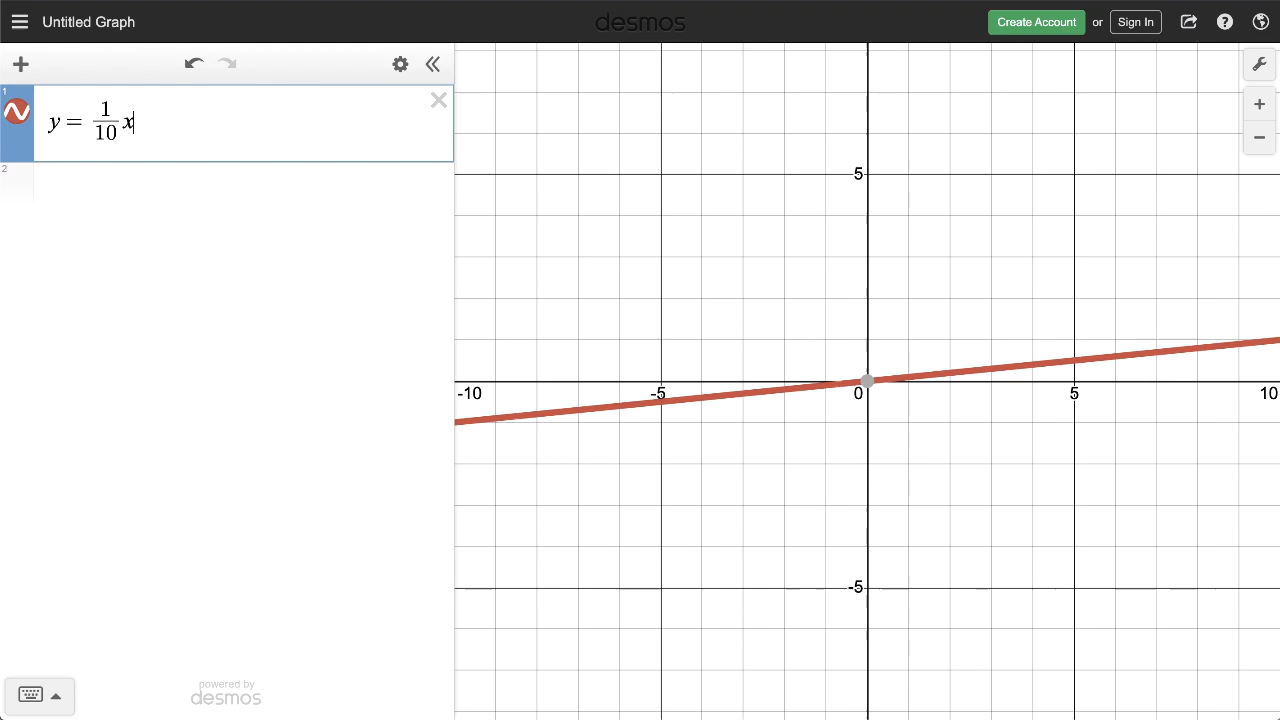 Untitled Graph
desmos
Create Account or Sign In
1
y = 1/10 x
2
5
-10 -5 0 5 10
-5
powered by
desmos